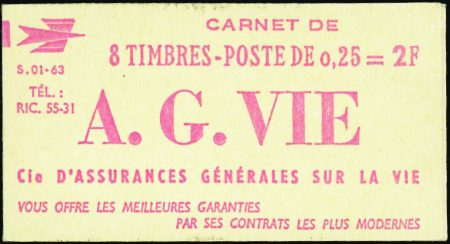 CARNET DE
8 TIMBRES-POSTE DE 0,25 = 2F
S. 01-63
TÉL. :
RIC. 55-31
A. G. VIE
Cie D'ASSURANCES GÉNÉRALES SUR LA VIE
VOUS OFFRE LES MEILLEURES GARANTIES
PAR SES CONTRATS LES PLUS MODERNES